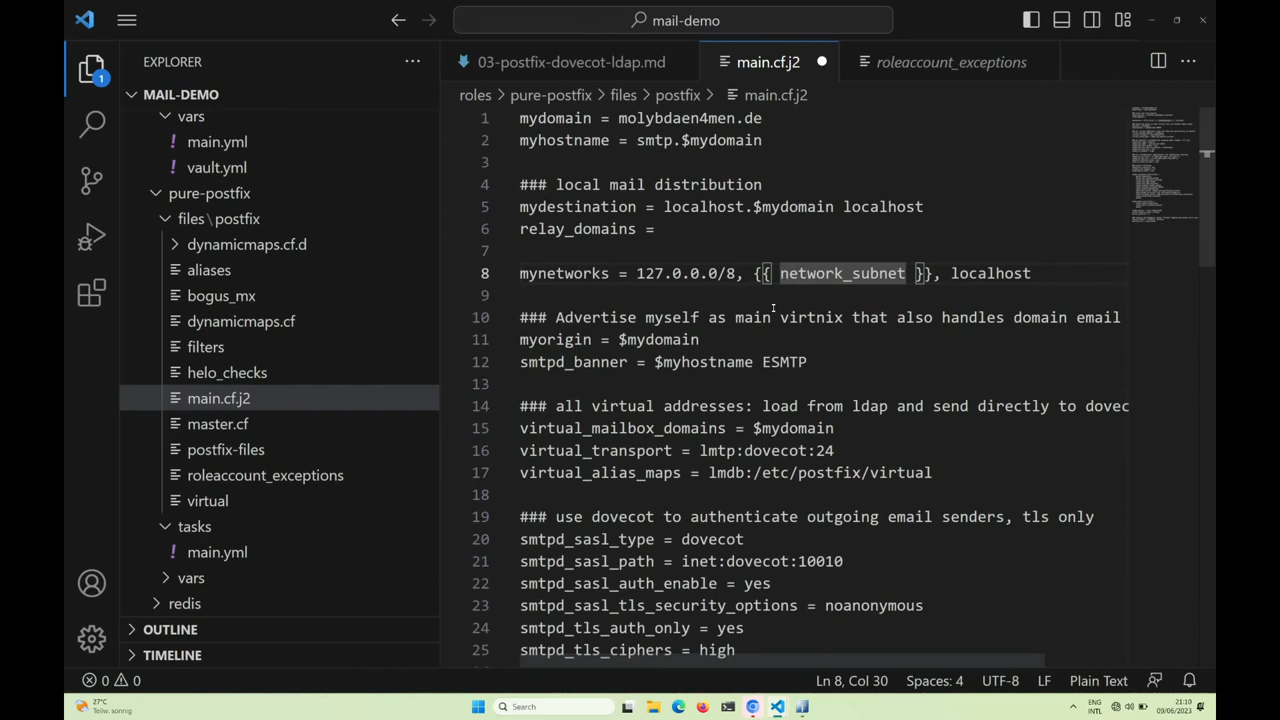 mail-demo
EXPLORER
MAIL-DEMO
vars
main.yml
vault.yml
pure-postfix
files\postfix
dynamicmaps.cf.d
aliases
bogus_mx
dynamicmaps.cf
filters
helo_checks
main.cf.j2
master.cf
postfix-files
roleaccount_exceptions
virtual
tasks
main.yml
vars
redis
OUTLINE
TIMELINE
1
03-postfix-dovecot-ldap.md main.cf.j2 roleaccount_exceptions
roles > pure-postfix > files > postfix > main.cf.j2
1 mydomain = molybdaen4men.de
2 myhostname = smtp.$mydomain
3
4 ### local mail distribution
5 mydestination = localhost.$mydomain localhost
6 relay_domains =
7
8 mynetworks = 127.0.0.0/8, {{ network_subnet }}, localhost
9
10 ### Advertise myself as main virtnix that also handles domain email
11 myorigin = $mydomain
12 smtpd_banner = $myhostname ESMTP
13
14 ### all virtual addresses: load from ldap and send directly to dovec
15 virtual_mailbox_domains = $mydomain
16 virtual_transport = lmtp:dovecot:24
17 virtual_alias_maps = lmdb:/etc/postfix/virtual
18
19 ### use dovecot to authenticate outgoing email senders, tls only
20 smtpd_sasl_type = dovecot
21 smtpd_sasl_path = inet:dovecot:10010
22 smtpd_sasl_auth_enable = yes
23 smtpd_sasl_tls_security_options = noanonymous
24 smtpd_tls_auth_only = yes
25 smtpd_tls_ciphers = high
0 0 Ln 8, Col 30 Spaces: 4 UTF-8 LF Plain Text
27°C
Teilw. sonnig
Search
ENG
INTL
21:10
09/06/2023